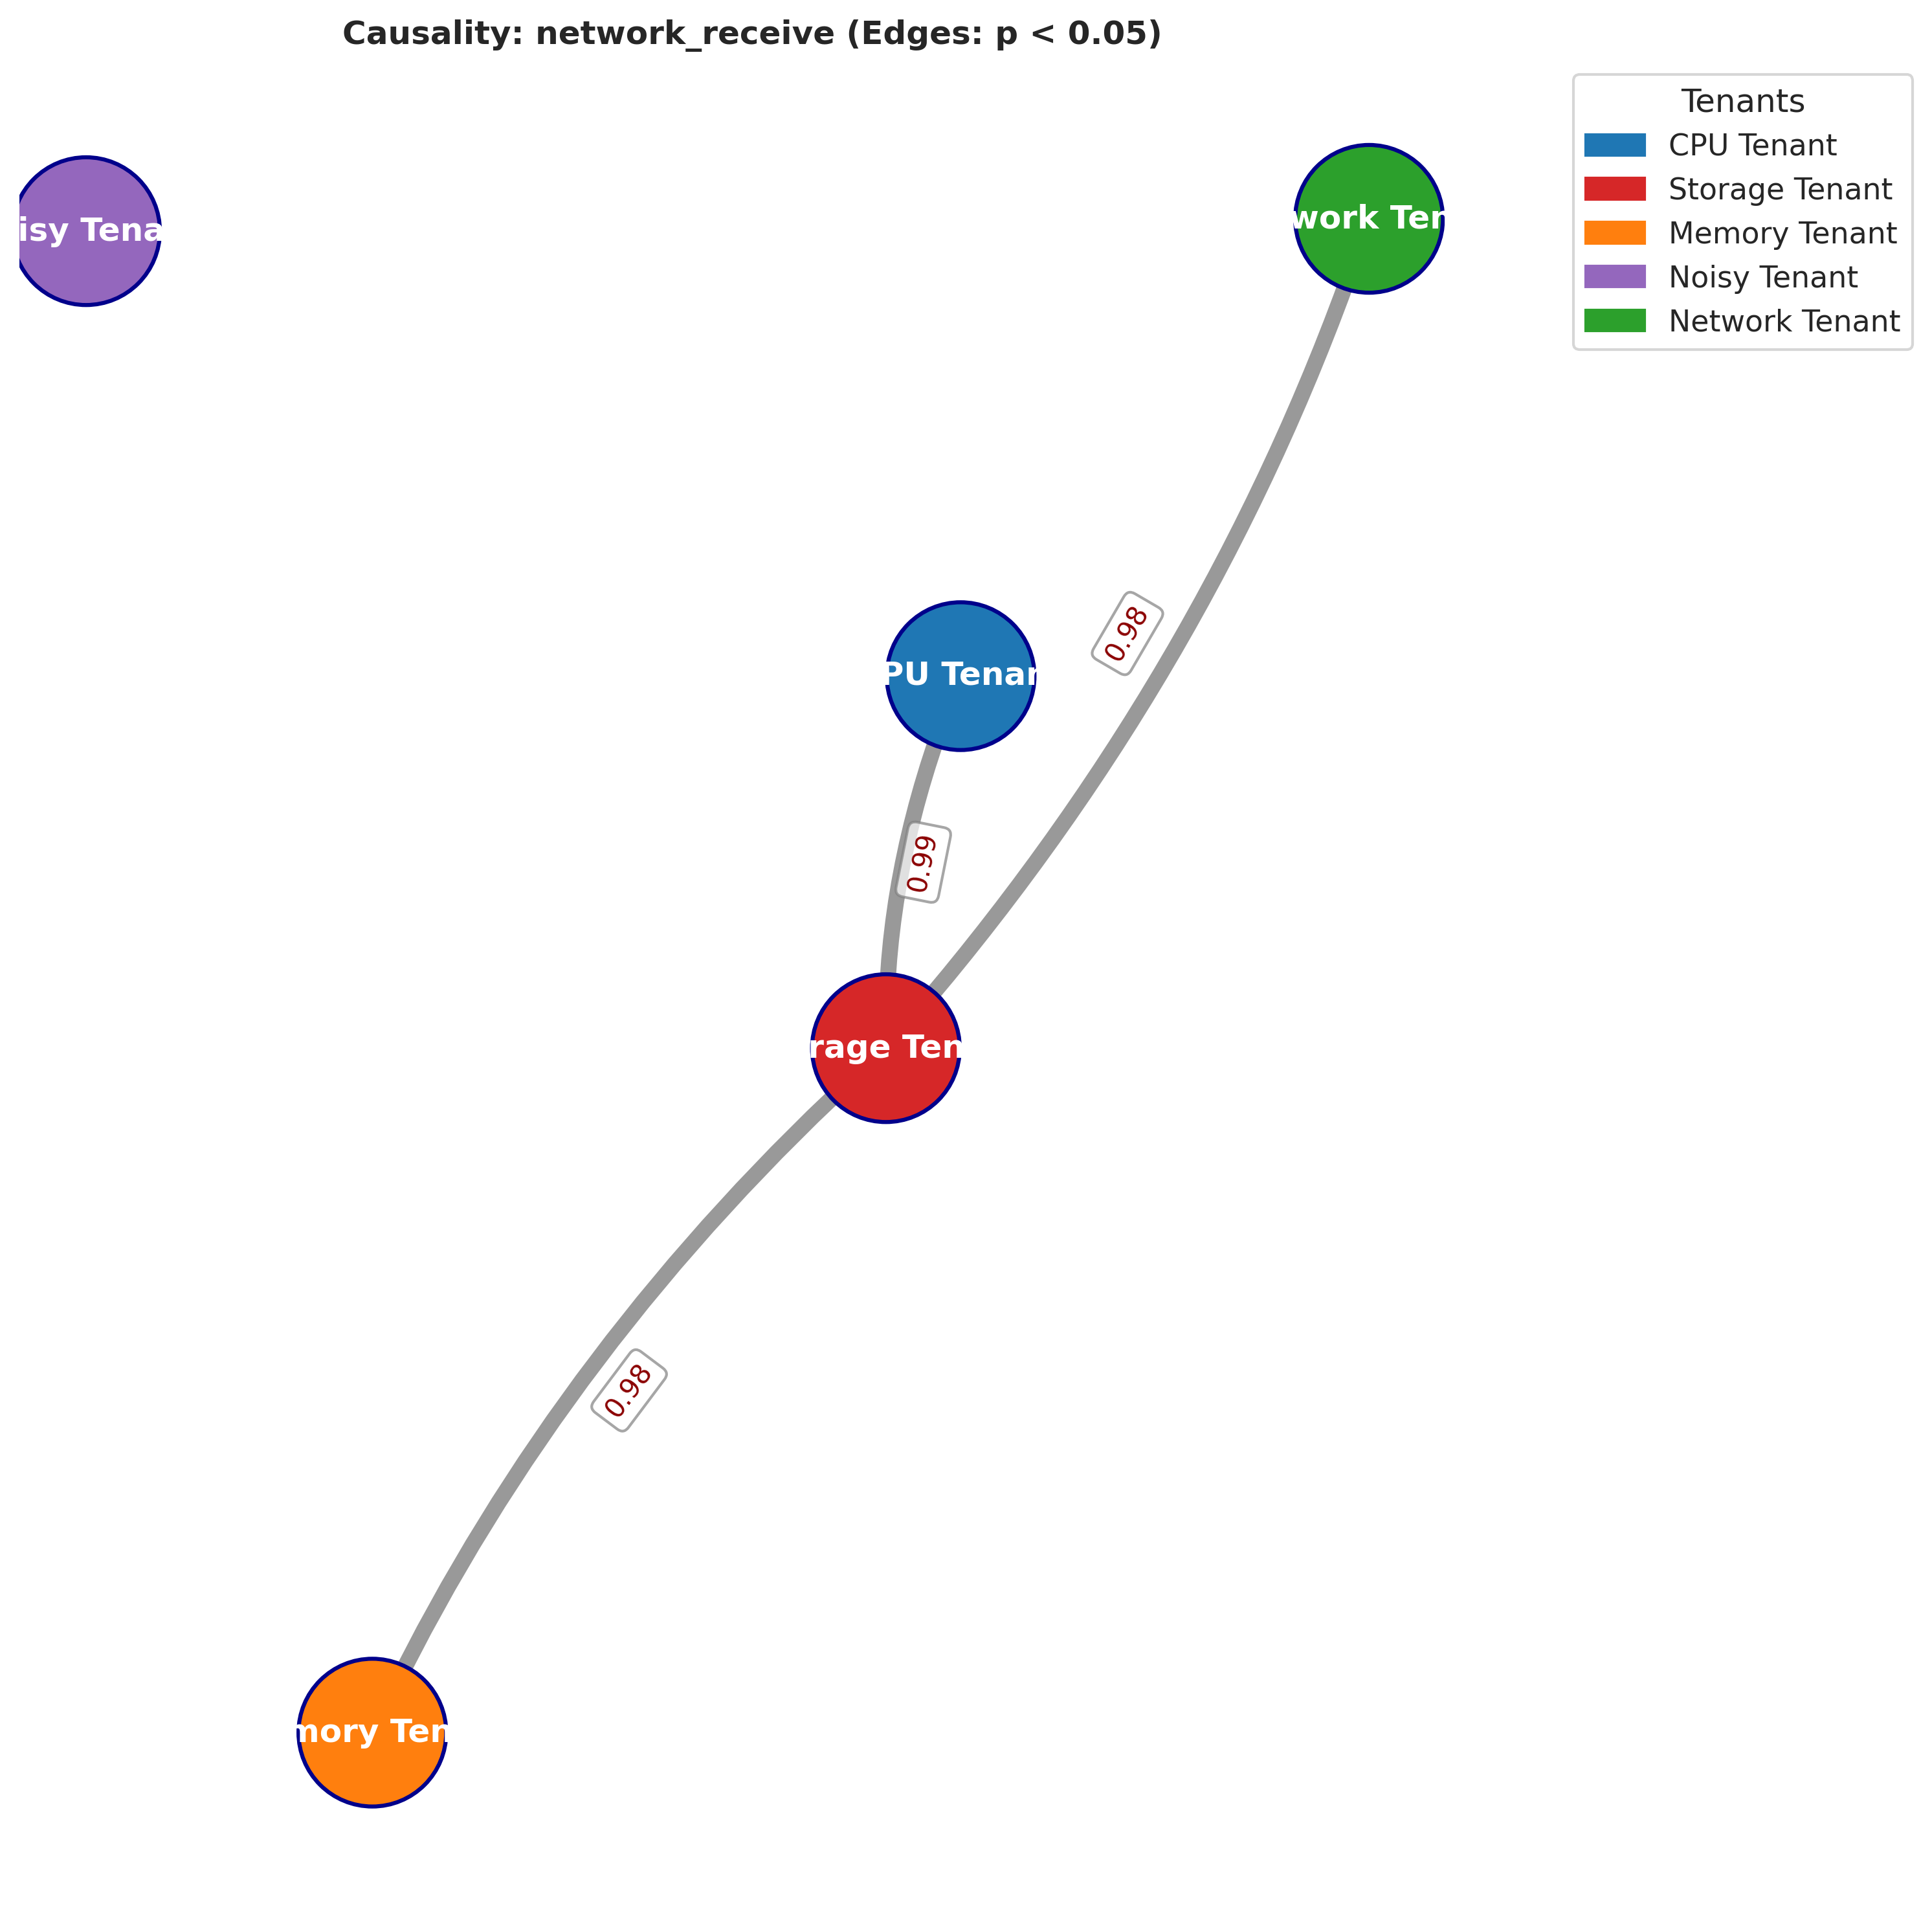 Causality: network_receive (Edges: p < 0.05)
Tenants
CPU Tenant
Storage Tenant
Memory Tenant
Noisy Tenant
Network Tenant
isy Tena
work Ten
PU Tenan
0.98
0.99
rage Ten
0.98
mory Ten